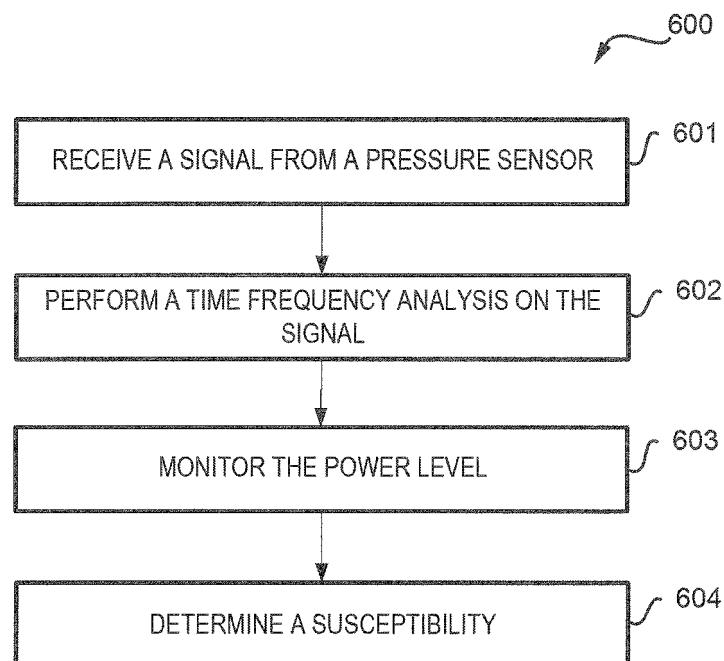 600
RECEIVE A SIGNAL FROM A PRESSURE SENSOR
601
PERFORM A TIME FREQUENCY ANALYSIS ON THE
SIGNAL
602
MONITOR THE POWER LEVEL
603
DETERMINE A SUSCEPTIBILITY
604